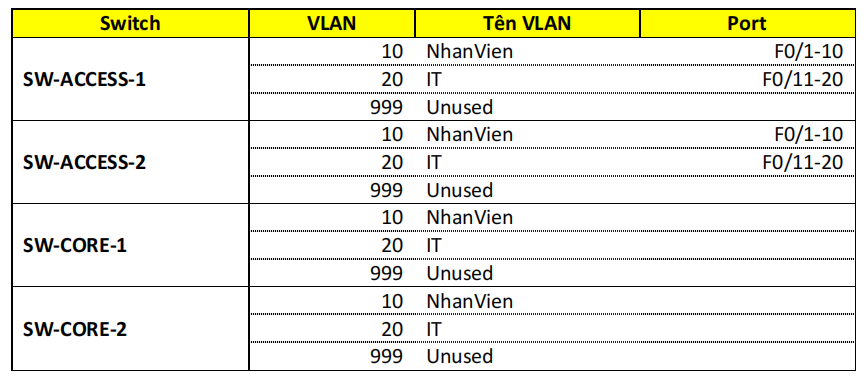 Switch VLAN Tên VLAN Port
10 NhanVien F0/1-10
SW-ACCESS-1 20 IT F0/11-20
999 Unused
10 NhanVien F0/1-10
SW-ACCESS-2 20 IT F0/11-20
999 Unused
10 NhanVien
SW-CORE-1 20 IT
999 Unused
10 NhanVien
SW-CORE-2 20 IT
999 Unused